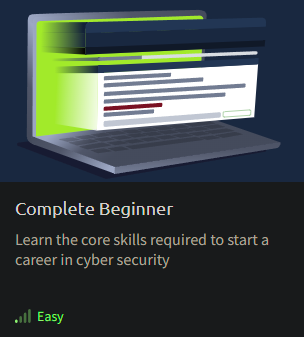 Complete Beginner
Learn the core skills required to start a
career in cyber security
Easy